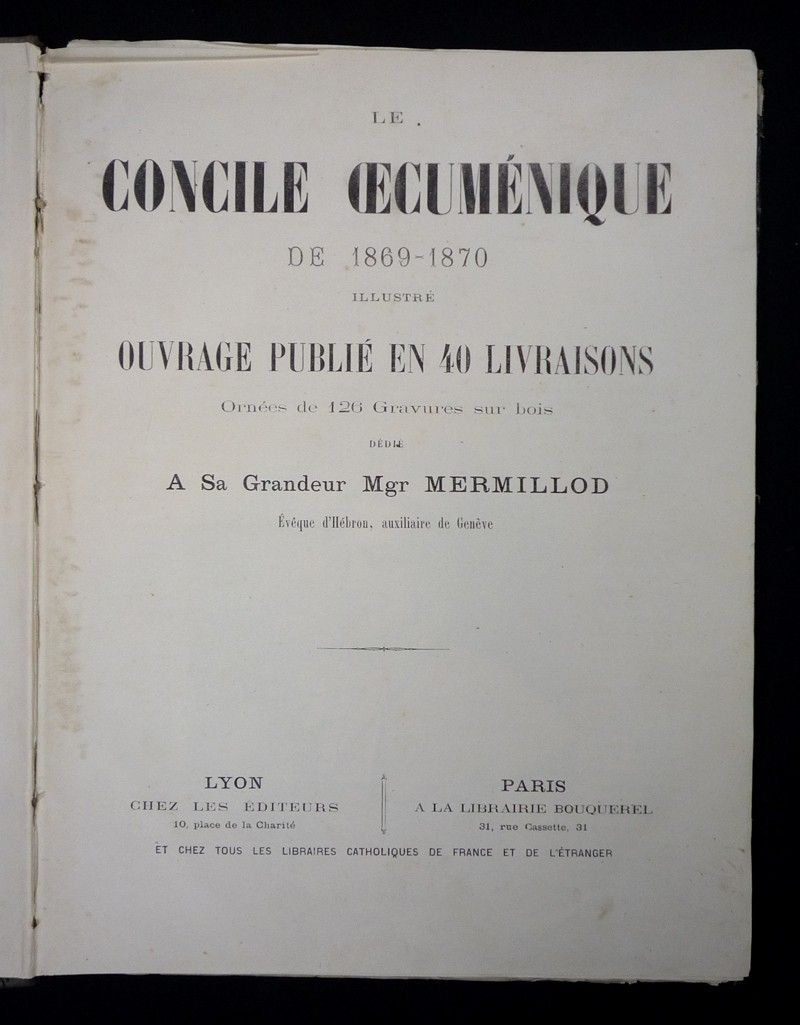 LE
CONCILE ŒCUMÉNIQUE
DE 1869-1870
ILLUSTRÉ
OUVRAGE PUBLIÉ EN 40 LIVRAISONS
Ornées de 126 Gravures sur bois
DÉDIÉ
A Sa Grandeur Mgr MERMILLOD
Évêque d'Hébron, auxiliaire de Genève
LYON
CHEZ LES ÉDITEURS
10, place de la Charité
PARIS
A LA LIBRAIRIE BOUQUEREL
31, rue Cassette, 31
ET CHEZ TOUS LES LIBRAIRES CATHOLIQUES DE FRANCE ET DE L'ÉTRANGER